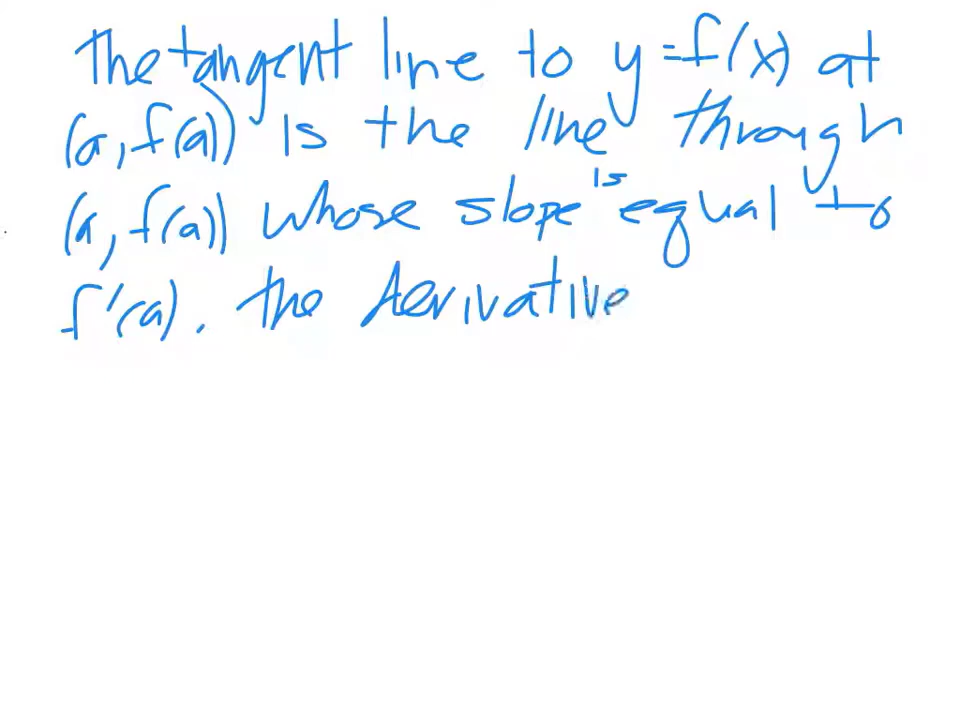 The tangent line to y=f(x) at
(a, f(a)) is the line through
(a, f(a)) whose slope is equal to
f'(a). the derivative